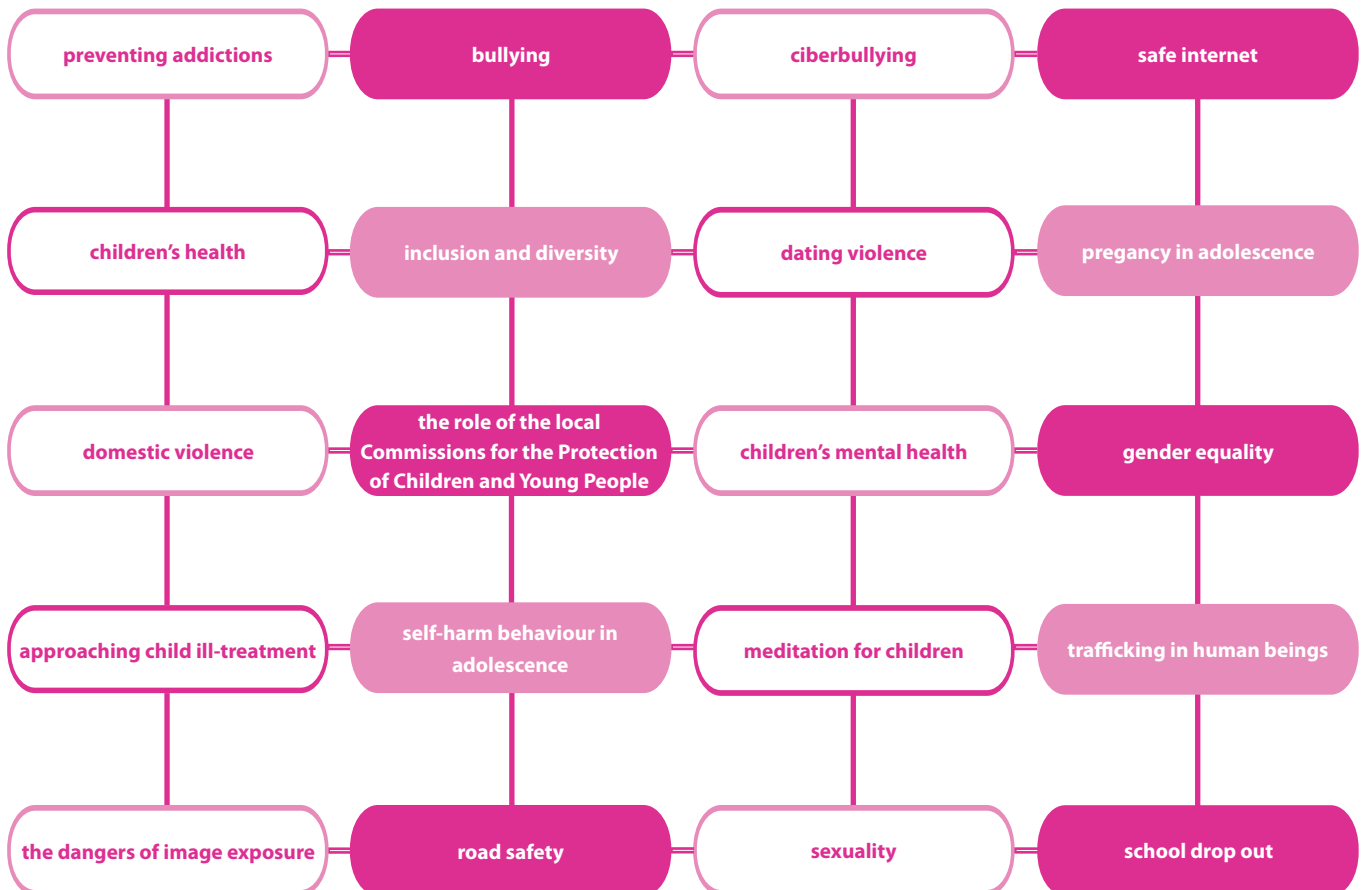 preventing addictions
bullying
ciberbullying
safe internet
children's health
inclusion and diversity
dating violence
pregancy in adolescence
domestic violence
the role of the local
Commissions for the Protection
of Children and Young People
children's mental health
gender equality
approaching child ill-treatment
self-harm behaviour in
adolescence
meditation for children
trafficking in human beings
the dangers of image exposure
road safety
sexuality
school drop out